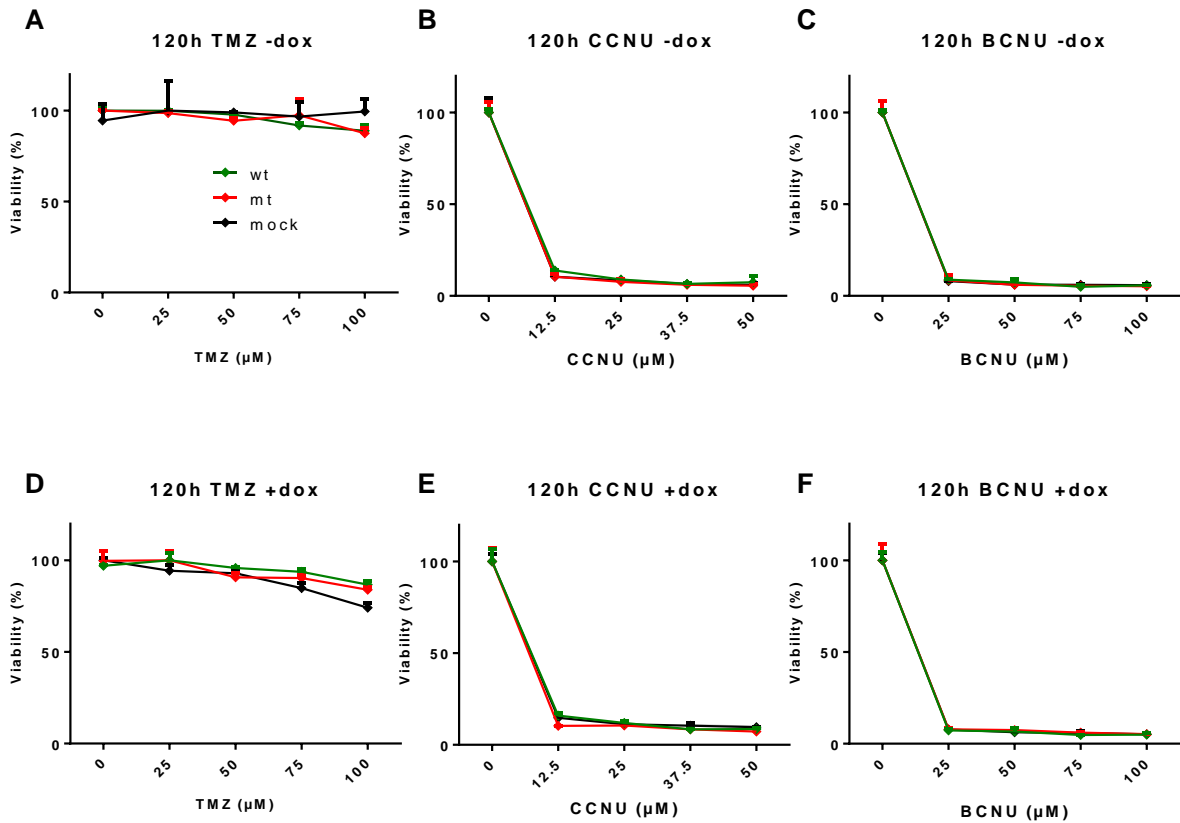 A
120h TMZ -dox
Viability (%)
100
50
0
wt
mt
mock
0 25 50 75 100
TMZ (µM)
B
120h CCNU -dox
Viability (%)
100
50
0
0 12.5 25 37.5 50
CCNU (µM)
C
120h BCNU -dox
Viability (%)
100
50
0
0 25 50 75 100
BCNU (µM)
D
120h TMZ +dox
Viability (%)
100
50
0
0 25 50 75 100
TMZ (µM)
E
120h CCNU +dox
Viability (%)
100
50
0
0 12.5 25 37.5 50
CCNU (µM)
F
120h BCNU +dox
Viability (%)
100
50
0
0 25 50 75 100
BCNU (µM)